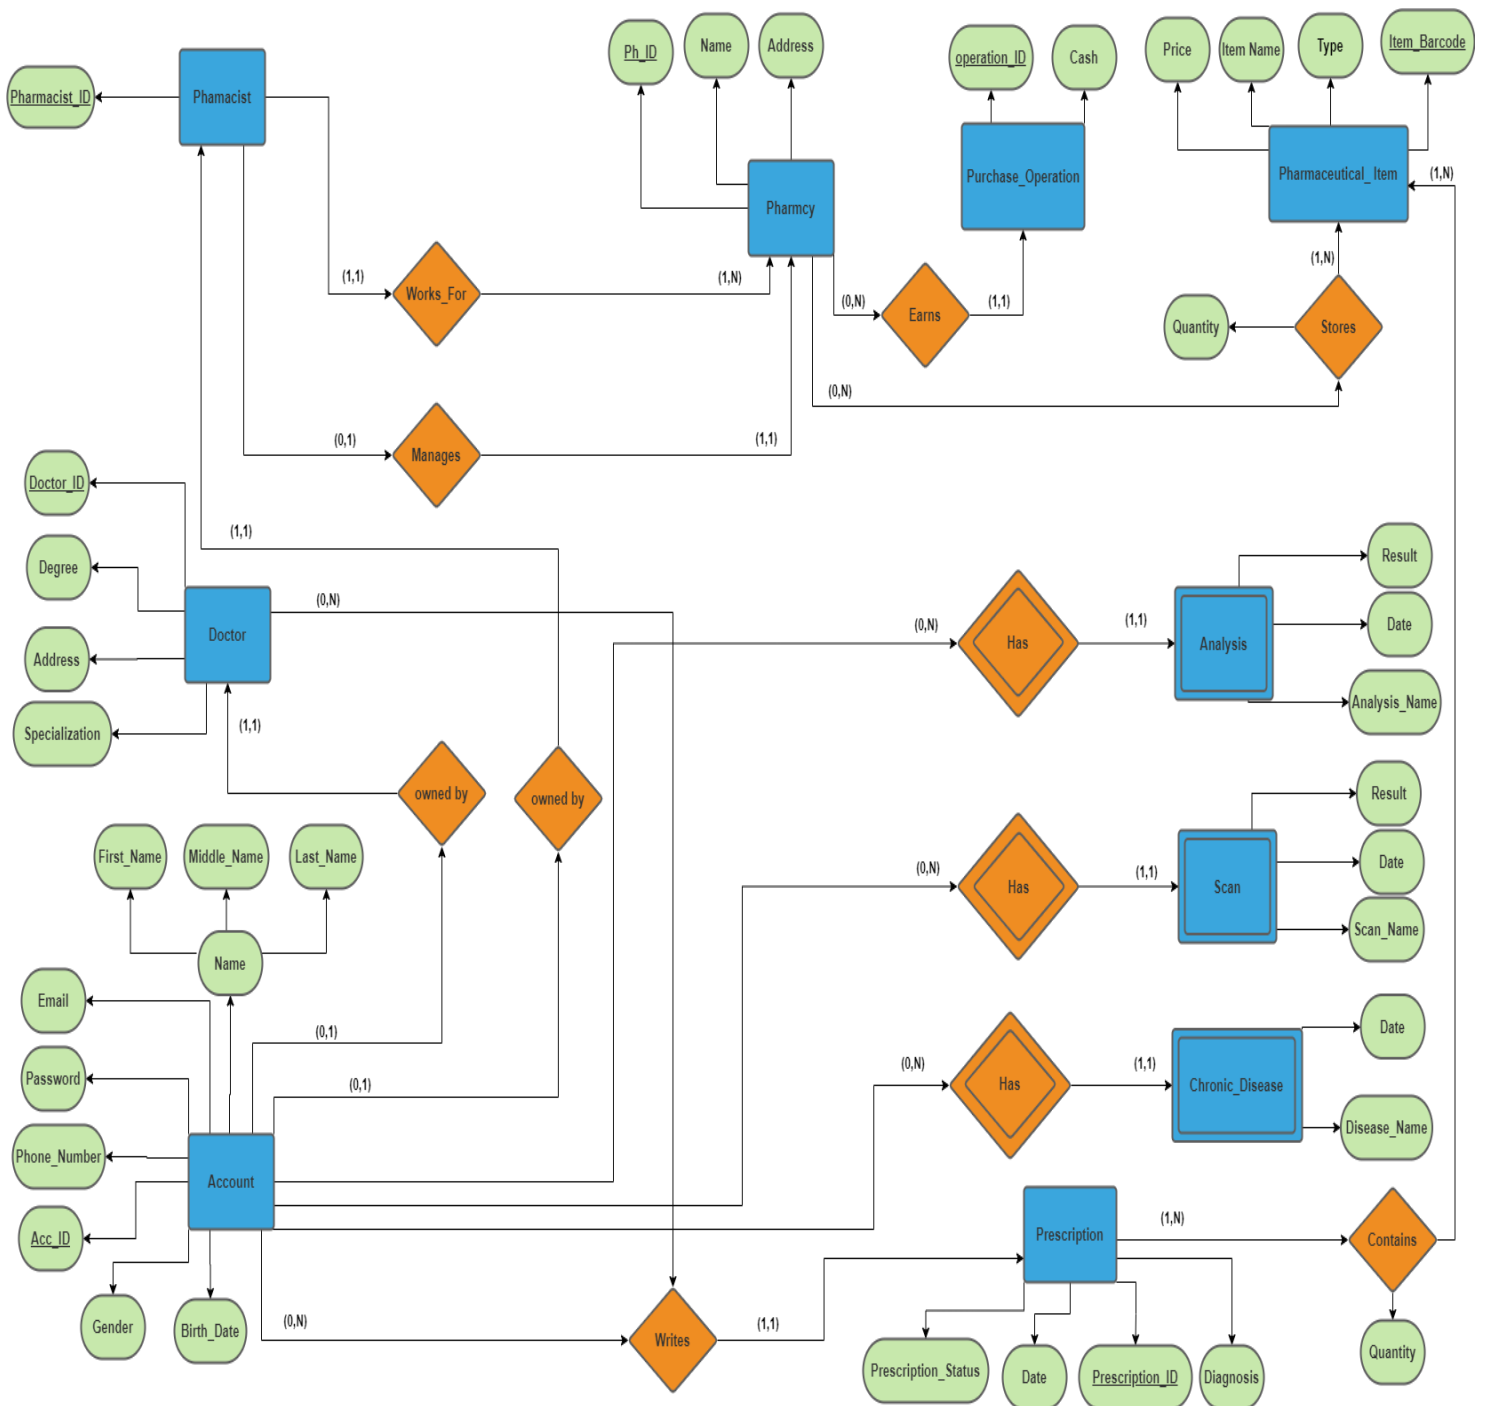 Ph_ID
Name
Address
operation_ID
Cash
Price
Item Name
Type
Item_Barcode
Pharmacist_ID
Phamacist
Pharmcy
Purchase_Operation
Pharmaceutical_Item
(1,N)
(1,1)
Works_For
(1,N)
(0,N)
Earns
(1,1)
(1,N)
Quantity
Stores
(0,N)
(0,1)
Manages
(1,1)
Doctor_ID
Degree
Address
Specialization
Doctor
(1,1)
(0,N)
(1,1)
owned by
owned by
(0,N)
Has
(1,1)
Analysis
Result
Date
Analysis_Name
(0,N)
Has
(1,1)
Scan
Result
Date
Scan_Name
First_Name
Middle_Name
Last_Name
Name
Email
Password
Phone_Number
Acc_ID
Gender
Birth_Date
Account
(0,1)
(0,1)
(0,N)
Has
(1,1)
Chronic_Disease
Date
Disease_Name
(0,N)
Writes
(1,1)
Prescription
(1,N)
Contains
Quantity
Prescription_Status
Date
Prescription_ID
Diagnosis